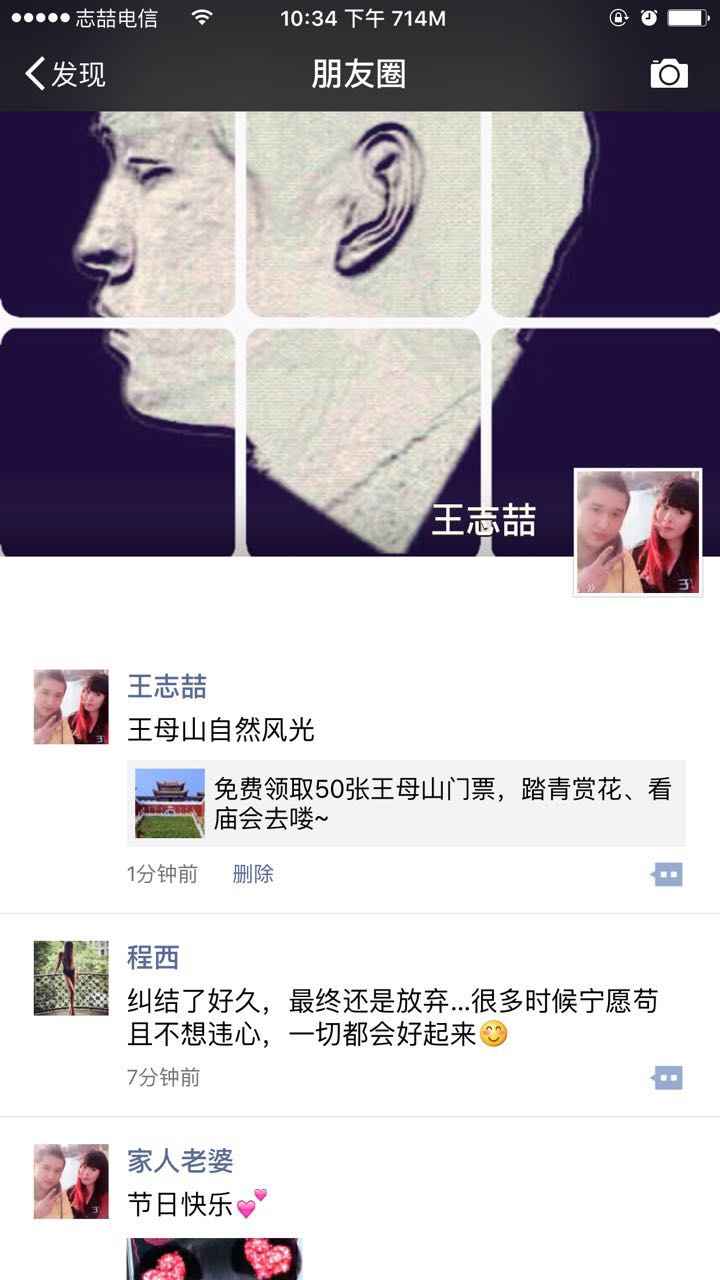 志喆电信
10:34 下午 714M
发现
朋友圈
王志喆
王志喆
王母山自然风光
免费领取50张王母山门票，踏青赏花、看
庙会去喽~
1分钟前
删除
程西
纠结了好久，最终还是放弃...很多时候宁愿苟
且不想违心，一切都会好起来😊
7分钟前
家人老婆
节日快乐💕